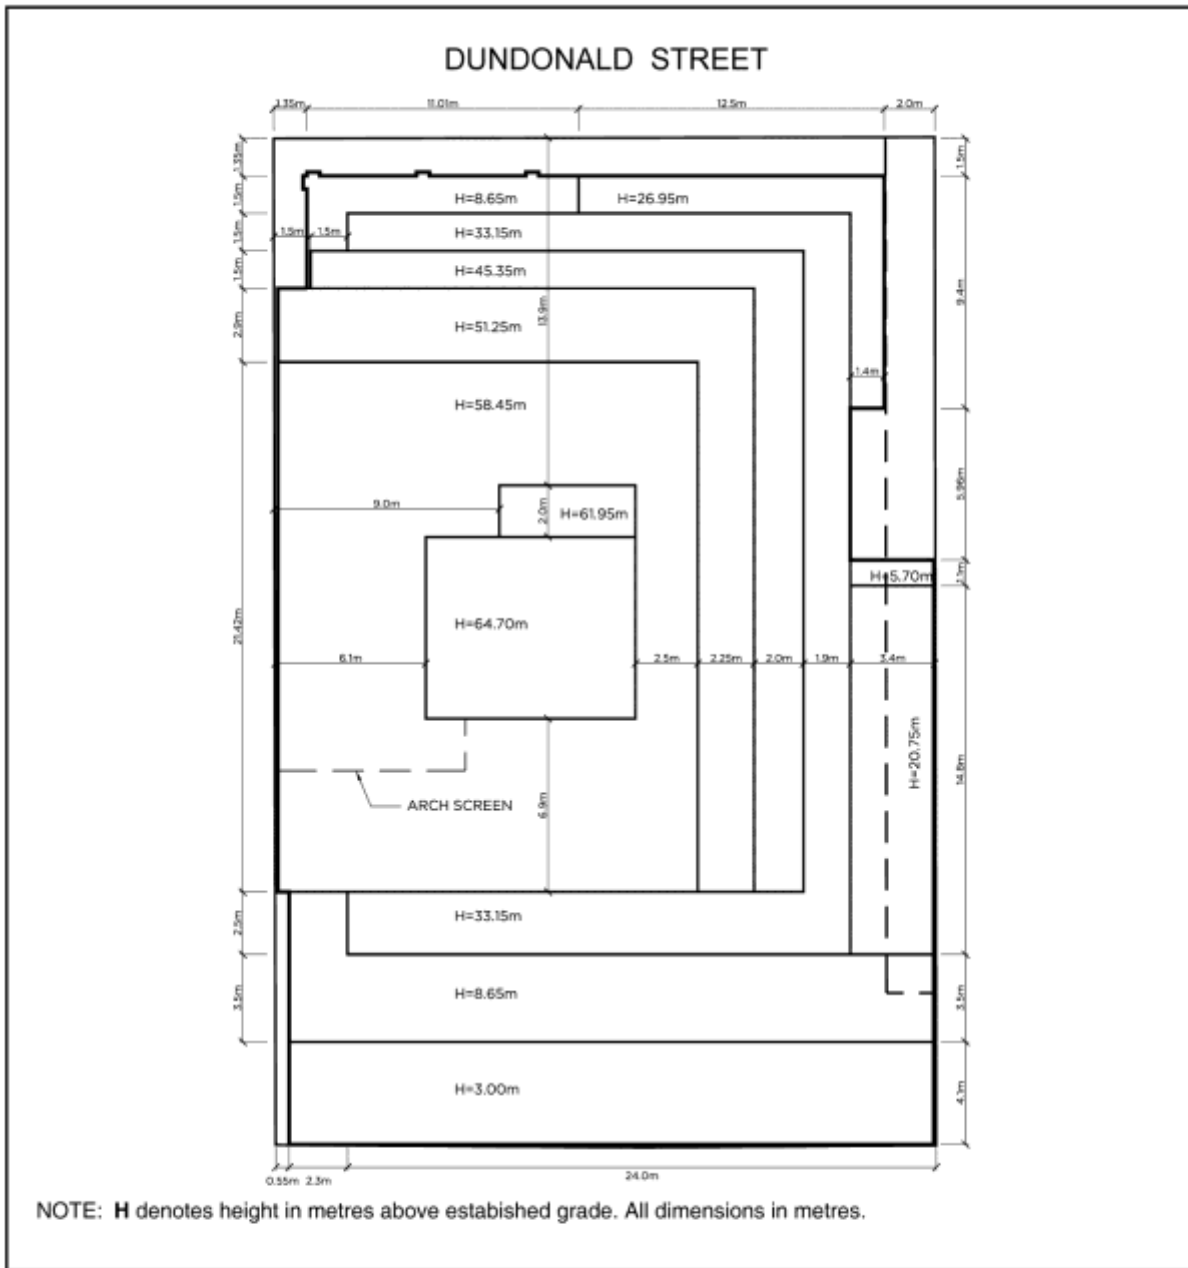 DUNDONALD STREET
1.35m 11.01m 12.5m 2.0m
1.35m
1.5m
1.5m
H=8.65m H=26.95m
1.5m
1.5m 1.5m
H=33.15m
1.5m
H=45.35m
9.4m
13.9m
2.9m
H=51.25m
1.4m
H=58.45m
5.96m
9.0m
2.0m
H=61.95m
1.1m
H=5.70m
21.42m
H=64.70m
6.1m 2.5m 2.25m 2.0m 1.9m 3.4m
H=20.75m
14.8m
ARCH SCREEN
6.9m
2.5m
H=33.15m
3.5m
H=8.65m
3.5m
H=3.00m
4.1m
0.55m 2.3m 24.0m
NOTE: H denotes height in metres above estabished grade. All dimensions in metres.